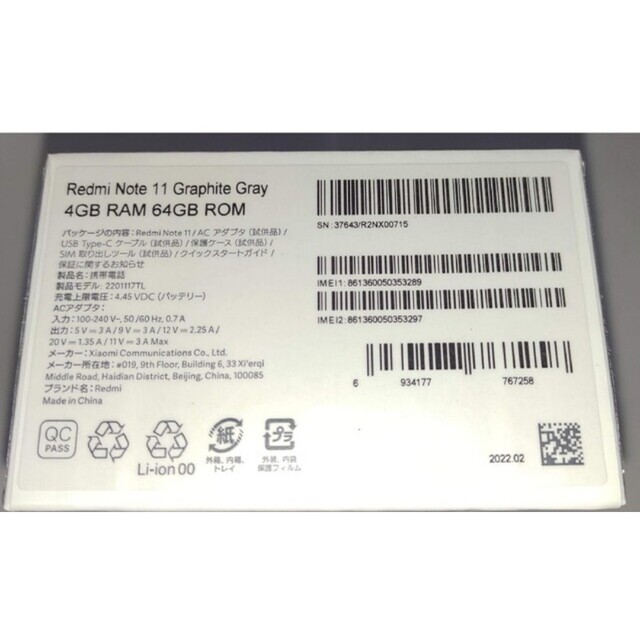 Redmi Note 11 Graphite Gray
4GB RAM 64GB ROM
パッケージの内容：Redmi Note 11 / AC アダプタ (試供品) /
USB Type-C ケーブル (試供品) / 保護ケース (試供品) /
SIM 取り出しツール (試供品) / クイックスタートガイド /
保証に関するお知らせ
製品名：携帯電話
製品モデル：2201117TL
充電上限電圧：4.45 VDC (バッテリー)
ACアダプタ：
入力：100-240 V~, 50/60 Hz, 0.7 A
出力：5 V = 3 A / 9 V = 3 A / 12 V = 2.25 A /
20 V = 1.35 A / 11 V = 3 A Max
メーカー：Xiaomi Communications Co., Ltd.
メーカー所在地：#019, 9th Floor, Building 6, 33 Xi'erqi
Middle Road, Haidian District, Beijing, China, 100085
ブランド名：Redmi
Made in China
SN : 37643/R2NX00715
IMEI1:861360050353289
IMEI2:861360050353297
6 934177 767258
QC
PASS
Li-ion 00
紙
外箱、内箱、
トレイ
プラ
外装、内袋
保護フィルム
2022.02